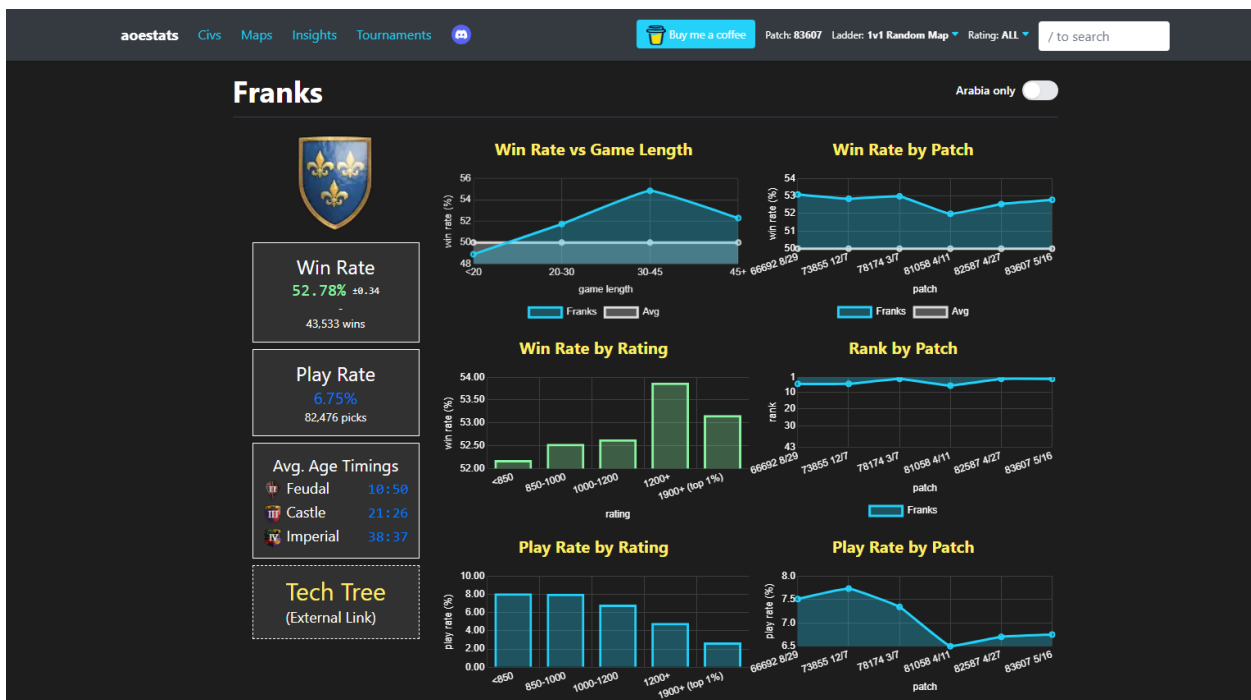 aoestats Civs Maps Insights Tournaments Buy me a coffee Patch: 83607 Ladder: 1v1 Random Map Rating: ALL / to search
Franks
Arabia only
Win Rate
52.78% ±0.34
-
43,533 wins
Play Rate
6.75%
82,476 picks
Avg. Age Timings
II Feudal 10:50
III Castle 21:26
IV Imperial 38:37
Tech Tree
(External Link)
Win Rate vs Game Length
win rate (%)
56
54
52
50
48
<20 20-30 30-45 45+
game length
Franks Avg
Win Rate by Patch
win rate (%)
54
53
52
51
50
66692 8/29 73855 12/7 78174 3/7 81058 4/11 82587 4/27 83607 5/16
patch
Franks Avg
Win Rate by Rating
win rate (%)
54.00
53.50
53.00
52.50
52.00
<850 850-1000 1000-1200 1200+ 1900+ (top 1%)
rating
Rank by Patch
rank
1
10
20
30
43
66692 8/29 73855 12/7 78174 3/7 81058 4/11 82587 4/27 83607 5/16
patch
Franks
Play Rate by Rating
play rate (%)
10.00
8.00
6.00
4.00
2.00
0.00
<850 850-1000 1000-1200 1200+ 1900+ (top 1%)
Play Rate by Patch
play rate (%)
8.0
7.5
7.0
6.5
66692 8/29 73855 12/7 78174 3/7 81058 4/11 82587 4/27 83607 5/16
patch